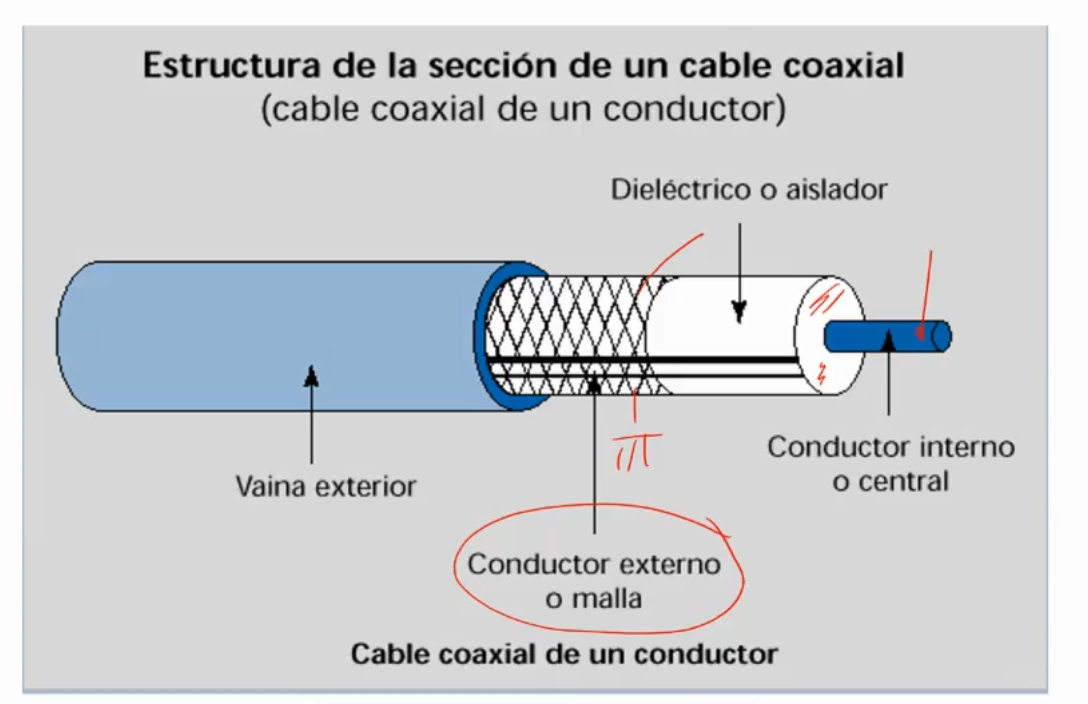 Estructura de la sección de un cable coaxial
(cable coaxial de un conductor)
Dieléctrico o aislador
Conductor interno
o central
Vaina exterior
Conductor externo
o malla
Cable coaxial de un conductor